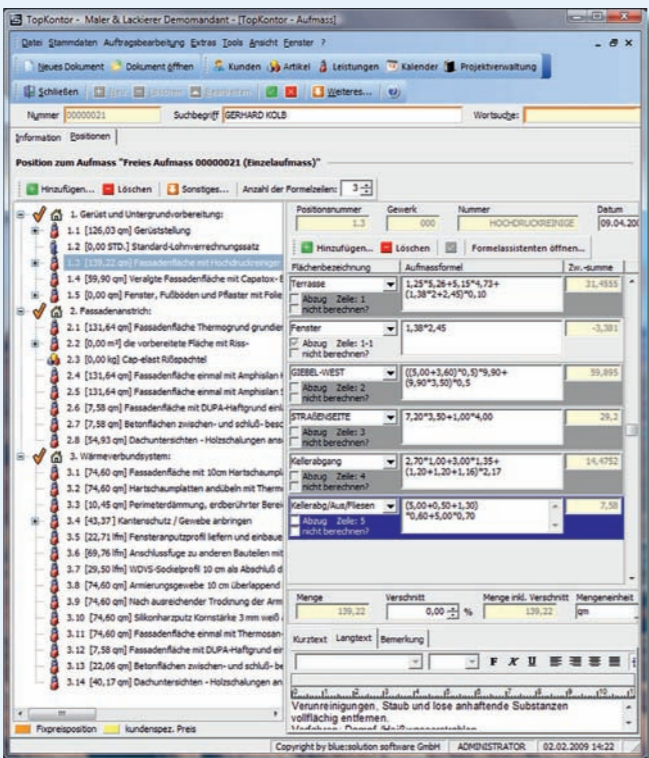 TopKontor - Maler & Lackierer Demomandant - [TopKontor - Aufmass]
Datei Stammdaten Auftragsbearbeitung Extras Tools Ansicht Fenster ?
Neues Dokument Dokument öffnen Kunden Artikel Leistungen Kalender Projektverwaltung
Schließen Neu Löschen Bearbeiten Weiteres...
Nummer 00000021 Suchbegriff GERHARD KOLB Wortsuche:
Information Positionen
Position zum Aufmass "Freies Aufmass 00000021 (Einzelaufmass)"
Hinzufügen... Löschen Sonstiges... Anzahl der Formelzeilen: 3
1. Gerüst und Untergrundvorbereitung:
1.1 [126,03 qm] Gerüststellung
1.2 [0,00 STD.] Standard-Lohnverrechnungssatz
1.3 [139,22 qm] Fassadenfläche mit Hochdruckreiniger
1.4 [59,90 qm] Veralgte Fassadenfläche mit Capatox-
1.5 [0,00 qm] Fenster, Fußböden und Pflaster mit Folie
2. Fassadenanstrich:
2.1 [131,64 qm] Fassadenfläche Thermogrund grundier
2.2 [0,00 m²] die vorbereitete Fläche mit Riss-
2.3 [0,00 kg] Cap-elast Rißspachtel
2.4 [131,64 qm] Fassadenfläche einmal mit Amphisilan
2.5 [131,64 qm] Fassadenfläche einmal mit Amphisilan
2.6 [7,58 qm] Fassadenfläche mit DUPA-Haftgrund einl
2.7 [7,58 qm] Betonflächen zwischen- und schluß- besc
2.8 [54,93 qm] Dachuntersichten - Holzschalungen ans
3. Wärmeverbundsystem:
3.1 [74,60 qm] Fassadenfläche mit 10cm Hartschaumpl
3.2 [74,60 qm] Hartschaumplatten andübeln mit Therm
3.3 [10,45 qm] Perimeterdämmung, erdberührter Berei
3.4 [43,37] Kantenschutz / Gewebe anbringen
3.5 [22,71 lfm] Fensteranputzprofil liefern und einbaue
3.6 [69,76 lfm] Anschlussfuge zu anderen Bauteilen mit
3.7 [29,50 lfm] WDVS-Sockelprofil 10 cm als Abschluß d
3.8 [74,60 qm] Armierungsgewebe 10 cm überlappend
3.9 [74,60 qm] Nach ausreichender Trocknung der Arm
3.10 [74,60 qm] Silikonharzputz Kornstärke 3 mm weiß
3.11 [74,60 qm] Fassadenfläche einmal mit Thermosan-
3.12 [7,58 qm] Fassadenfläche mit DUPA-Haftgrund ei
3.13 [22,06 qm] Betonflächen zwischen- und schluß- be
3.14 [40,17 qm] Dachuntersichten - Holzschalungen an
Fixpreisposition kundenspez. Preis
Positionsnummer Gewerk Nummer Datum
1.3 000 HOCHDRUCKREINIGE 09.04.20
Hinzufügen... Löschen Formelassistenten öffnen...
Flächenbezeichnung Aufmassformel Zw.-summe
Terrasse 1,25*5,26+5,15*4,73+ 31,4555
(1,38*2+2,45)*0,10
Abzug Zeile: 1
nicht berechnen?
Fenster 1,38*2,45 -3,381
Abzug Zeile: 1-1
nicht berechnen?
GIEBEL-WEST ((5,00+3,60)*0,5)*9,90+ 59,895
(9,90*3,50)*0,5
Abzug Zeile: 2
nicht berechnen?
STRAßENSEITE 7,20*3,50+1,00*4,00 29,2
Abzug Zeile: 3
nicht berechnen?
Kellerabgang 2,70*1,00+3,00*1,35+ 14,4752
(1,20+1,20+1,16)*2,17
Abzug Zeile: 4
nicht berechnen?
Kellerabg/Aus/Fliesen (5,00+0,50+1,30) 7,58
*0,60+5,00*0,70
Abzug Zeile: 5
nicht berechnen?
Menge Verschnitt Menge inkl. Verschnitt Mengeneinheit
139,22 0,00 % 139,22 qm
Kurztext Langtext Bemerkung
F X U
1 2 3 4 5 6 7 8 9 10
Verunreinigungen, Staub und lose anhaftende Substanzen
vollflächig entfernen.
Copyright by blue:solution software GmbH ADMINISTRATOR 02.02.2009 14:22